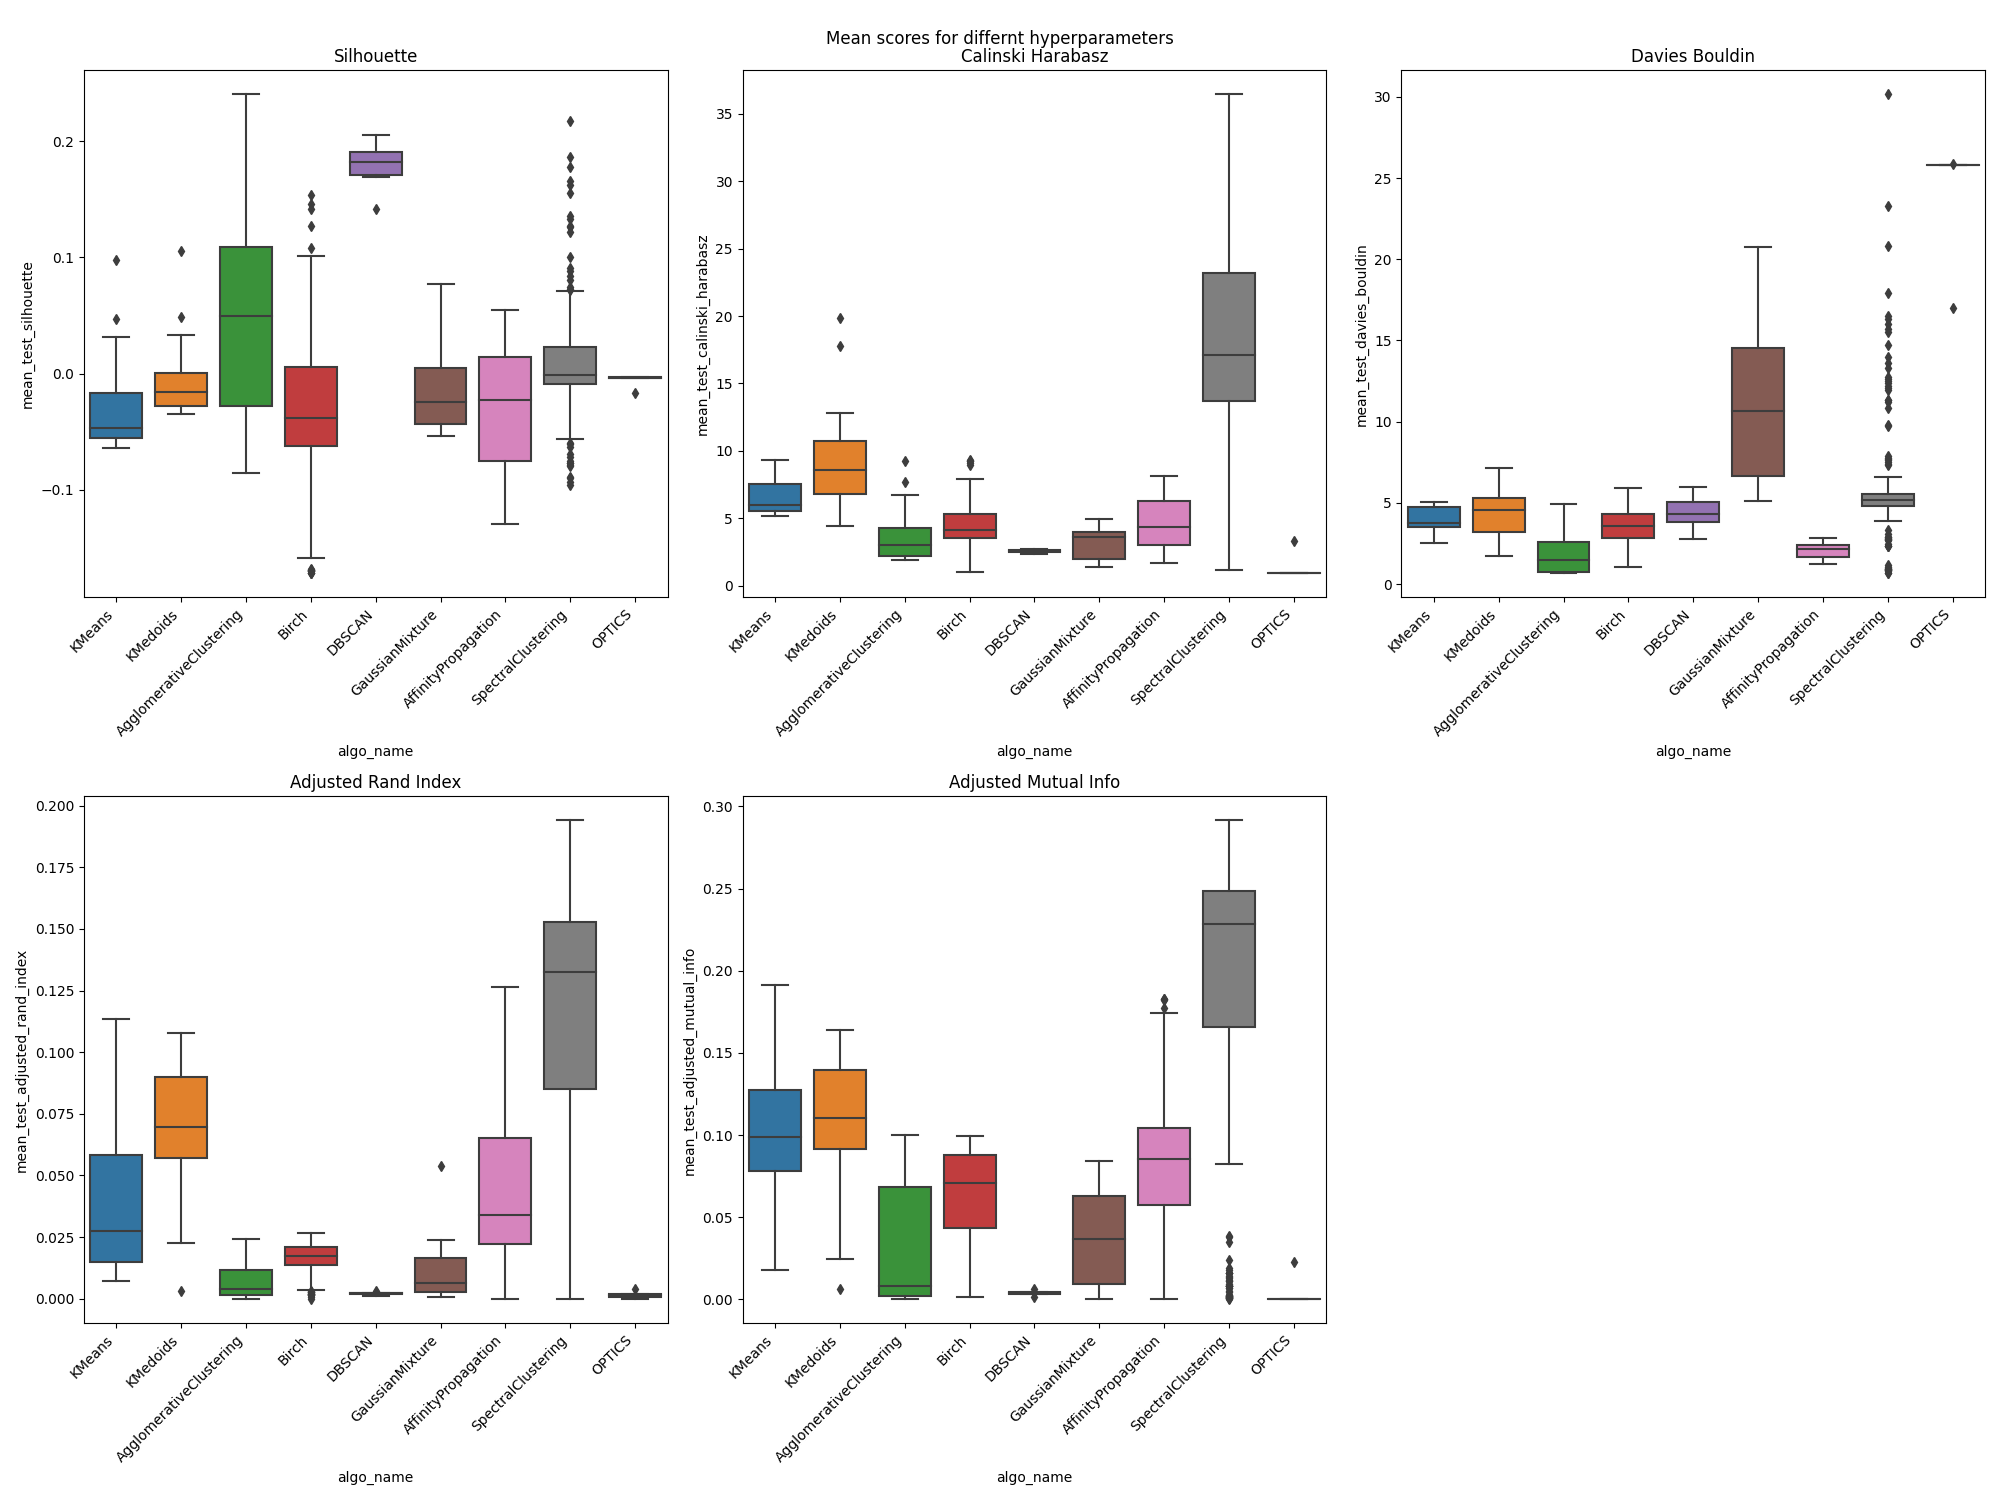 Mean scores for differnt hyperparameters
Silhouette
mean_test_silhouette
0.2
0.1
0.0
−0.1
KMeans
KMedoids
AgglomerativeClustering
Birch
DBSCAN
GaussianMixture
AffinityPropagation
SpectralClustering
OPTICS
algo_name
Calinski Harabasz
mean_test_calinski_harabasz
35
30
25
20
15
10
5
0
KMeans
KMedoids
AgglomerativeClustering
Birch
DBSCAN
GaussianMixture
AffinityPropagation
SpectralClustering
OPTICS
algo_name
Davies Bouldin
mean_test_davies_bouldin
30
25
20
15
10
5
0
KMeans
KMedoids
AgglomerativeClustering
Birch
DBSCAN
GaussianMixture
AffinityPropagation
SpectralClustering
OPTICS
algo_name
Adjusted Rand Index
mean_test_adjusted_rand_index
0.200
0.175
0.150
0.125
0.100
0.075
0.050
0.025
0.000
KMeans
KMedoids
AgglomerativeClustering
Birch
DBSCAN
GaussianMixture
AffinityPropagation
SpectralClustering
OPTICS
algo_name
Adjusted Mutual Info
mean_test_adjusted_mutual_info
0.30
0.25
0.20
0.15
0.10
0.05
0.00
KMeans
KMedoids
AgglomerativeClustering
Birch
DBSCAN
GaussianMixture
AffinityPropagation
SpectralClustering
OPTICS
algo_name